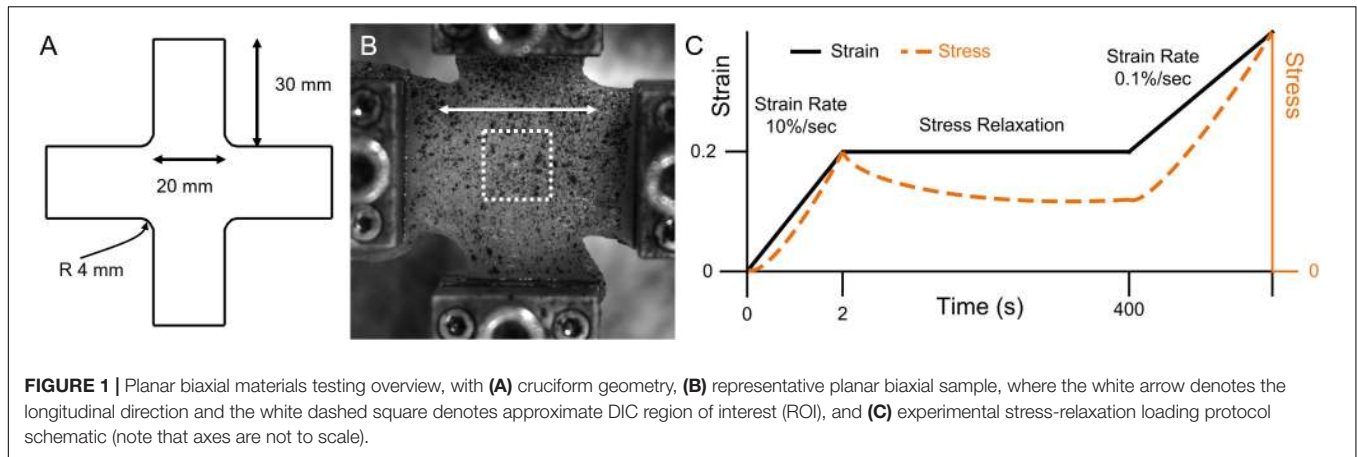 A
30 mm
20 mm
R 4 mm
B
C
Strain
Stress
Strain
Stress
Strain Rate
10%/sec
Stress Relaxation
Strain Rate
0.1%/sec
0.2
0
0
0
2
Time (s)
400
FIGURE 1 | Planar biaxial materials testing overview, with (A) cruciform geometry, (B) representative planar biaxial sample, where the white arrow denotes the
longitudinal direction and the white dashed square denotes approximate DIC region of interest (ROI), and (C) experimental stress-relaxation loading protocol
schematic (note that axes are not to scale).